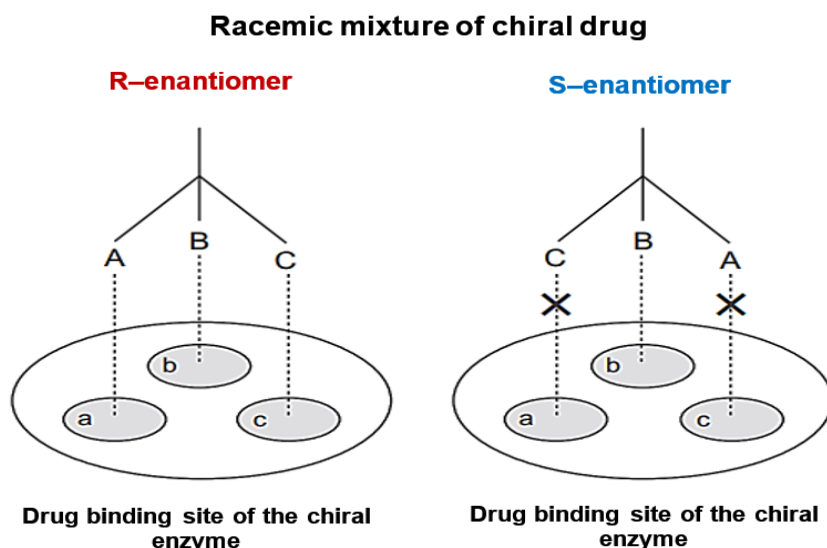 Racemic mixture of chiral drug
R–enantiomer
S–enantiomer
A
B
C
C
B
A
b
a
c
b
a
c
Drug binding site of the chiral
enzyme
Drug binding site of the chiral
enzyme